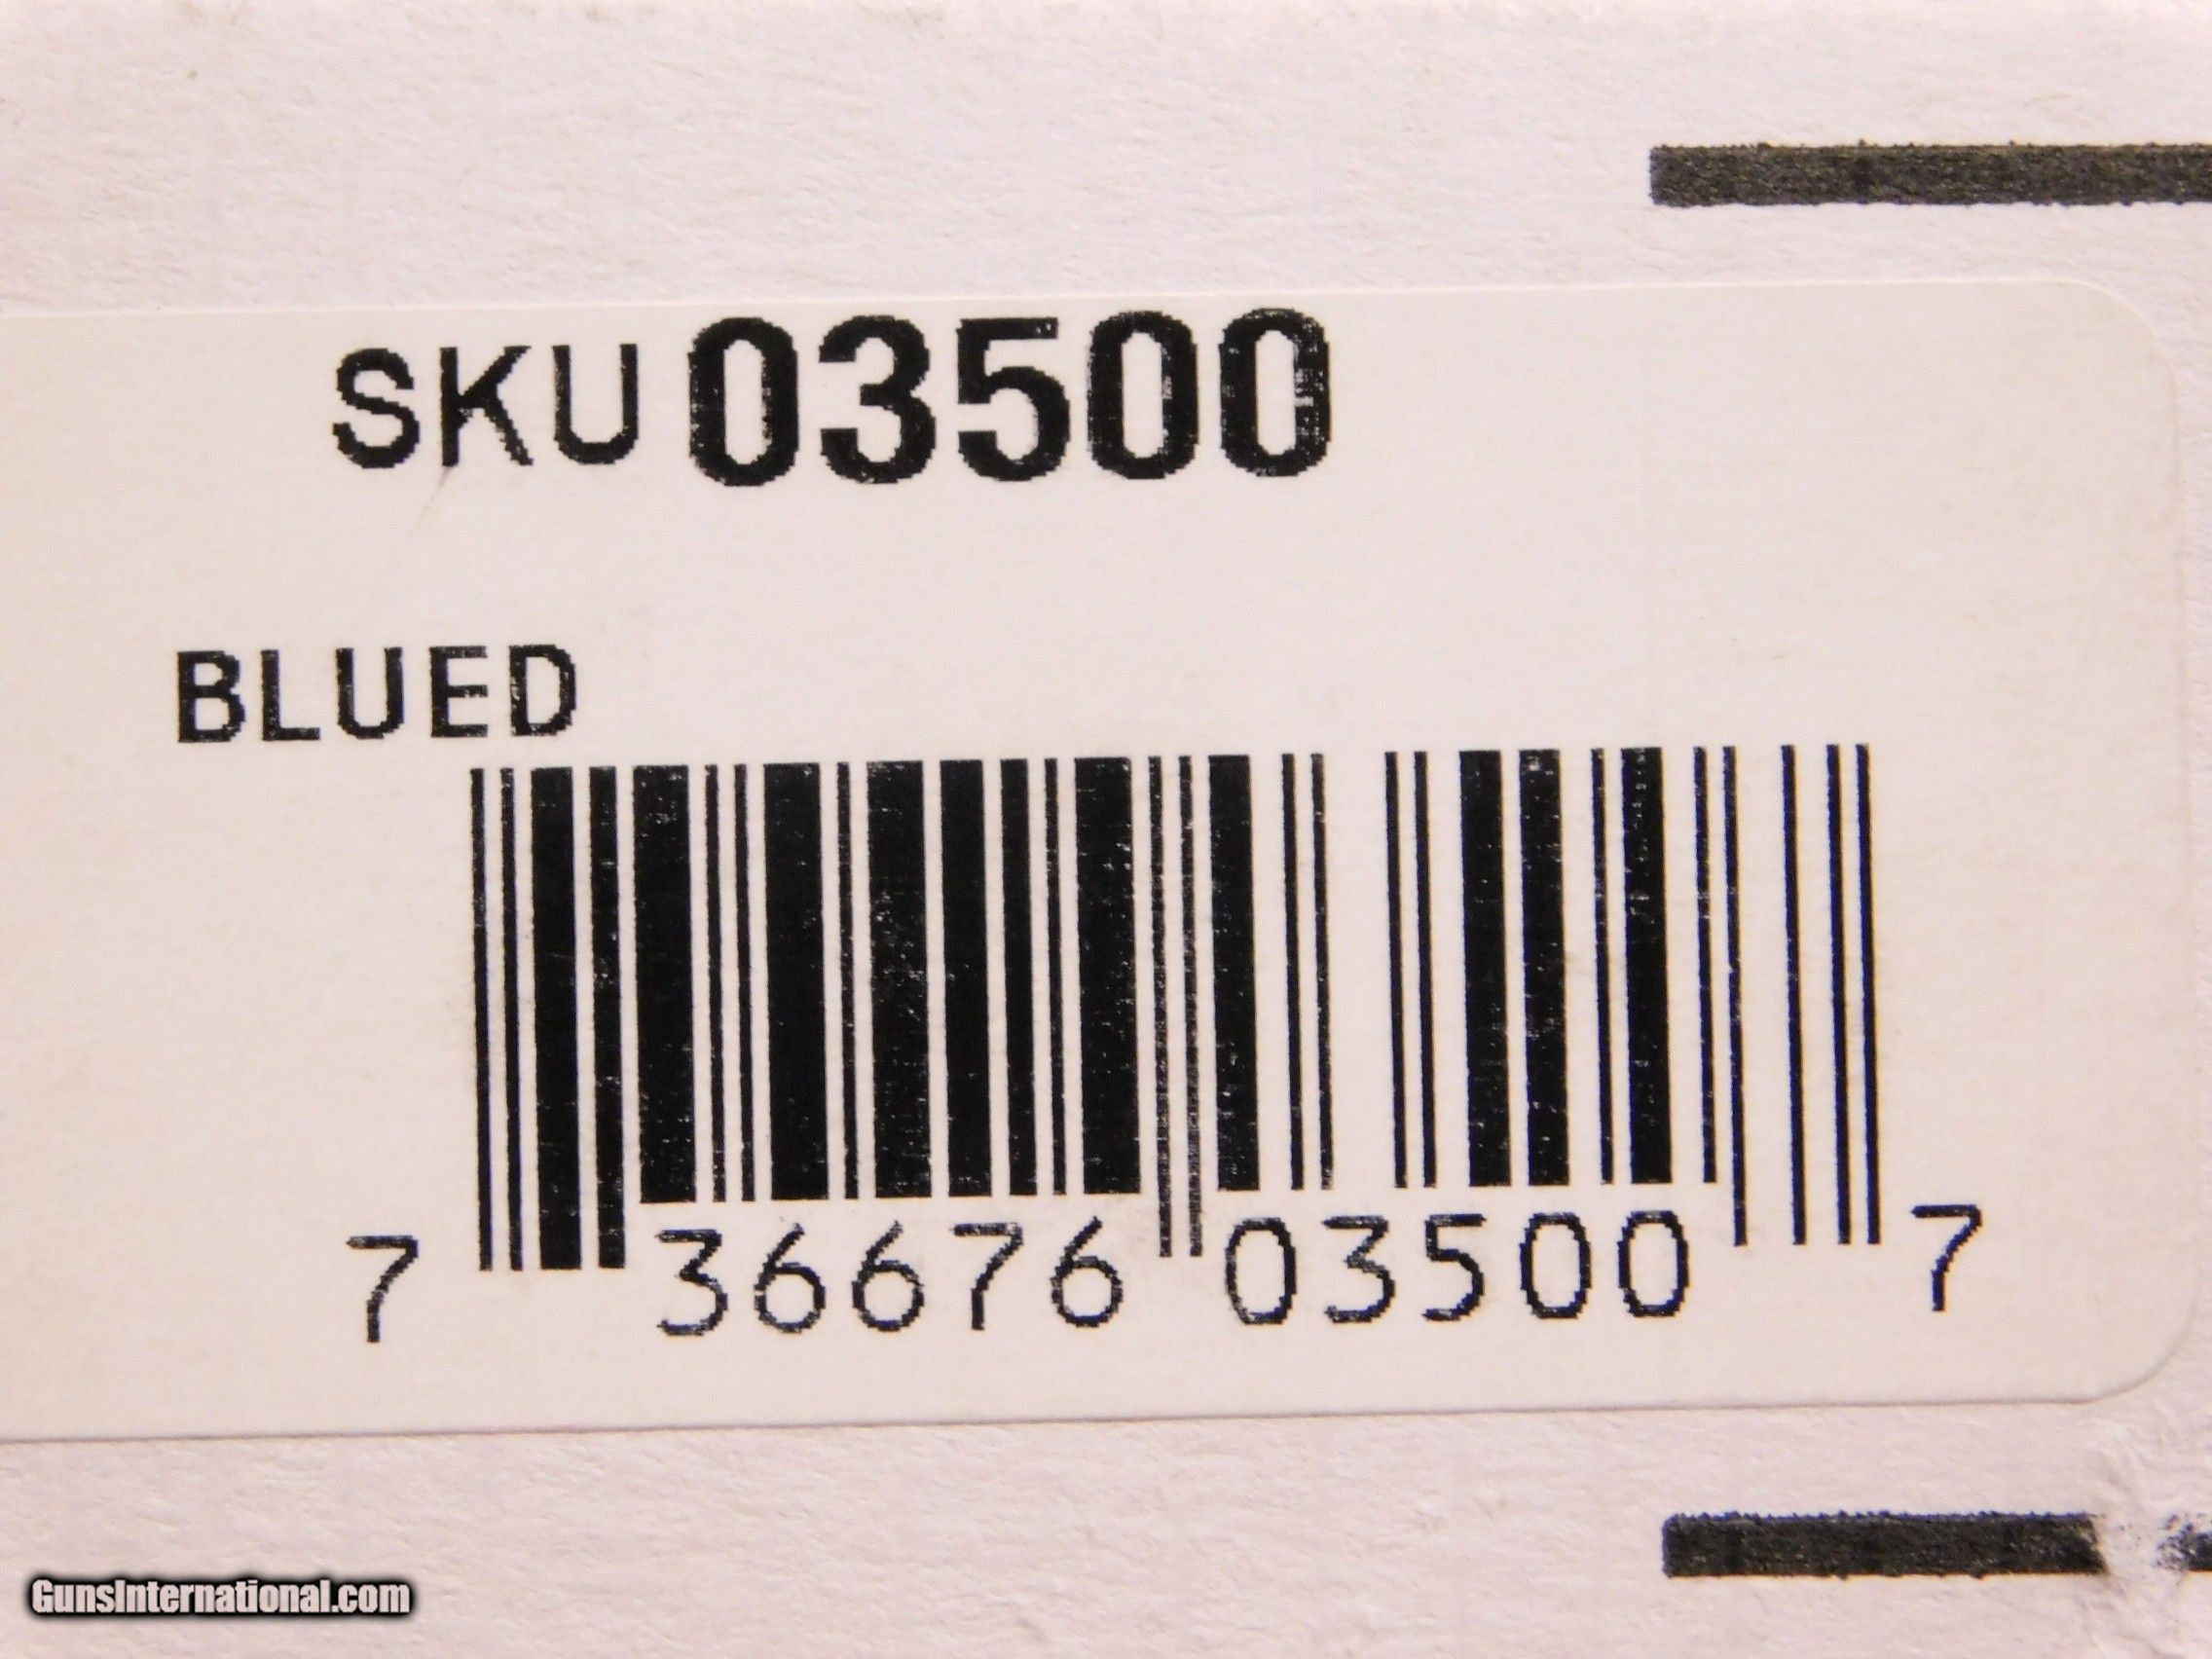 SKU 03500
BLUED
7 36676 03500 7
GunsInternational.com